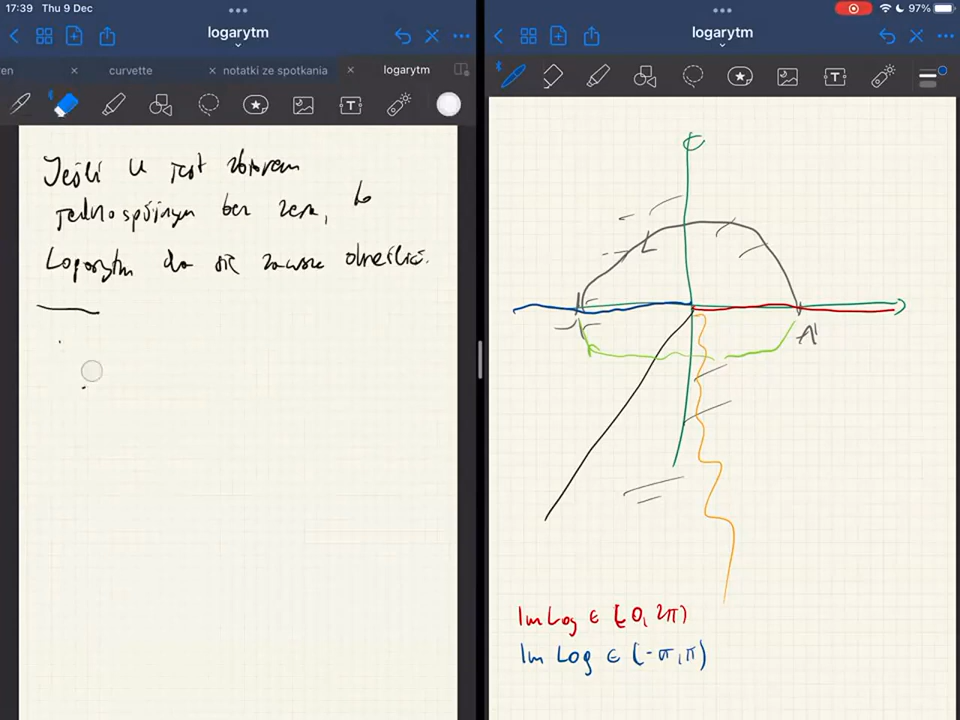 17:39 Thu 9 Dec
97%
logarytm
logarytm
en
curvette
notatki ze spotkania
logarytm
T
T
Jeśli U jest zbiorem
jednospójnym bez zera, to
Logarytm da się zawsze określić.
A
Im Log ∈ (0, 2π)
Im Log ∈ (-π, π)